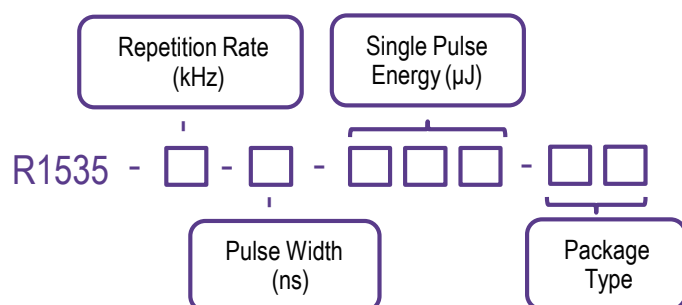 Repetition Rate
(kHz)
Single Pulse
Energy (µJ)
R1535 - □ - □ - □□□ - □□
Pulse Width
(ns)
Package
Type